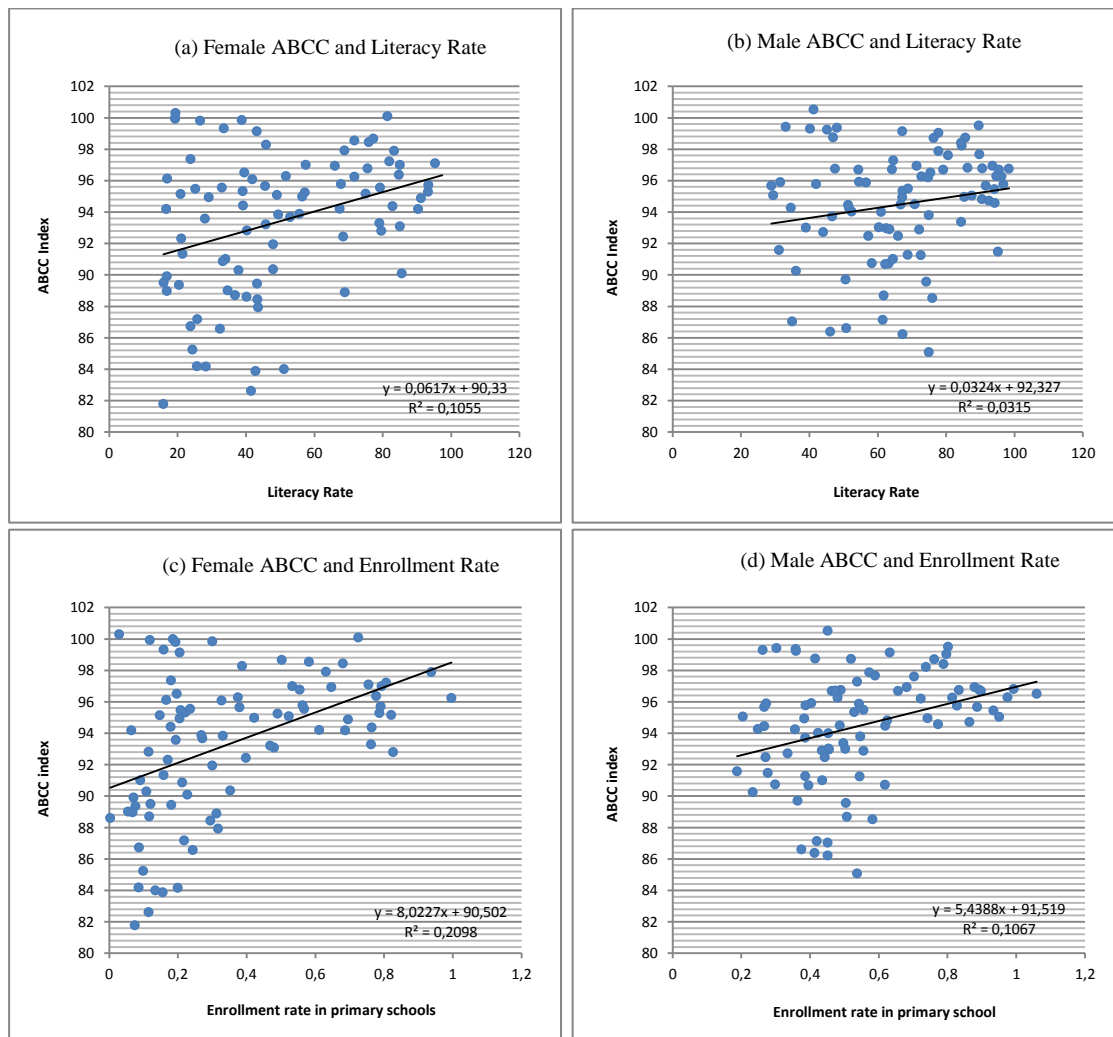 (a) Female ABCC and Literacy Rate
ABCC Index
102
100
98
96
94
92
90
88
86
84
82
80
y = 0,0617x + 90,33
R² = 0,1055
0 20 40 60 80 100 120
Literacy Rate
(b) Male ABCC and Literacy Rate
ABCC Index
102
100
98
96
94
92
90
88
86
84
82
80
y = 0,0324x + 92,327
R² = 0,0315
0 20 40 60 80 100 120
Literacy Rate
(c) Female ABCC and Enrollment Rate
ABCC index
102
100
98
96
94
92
90
88
86
84
82
80
y = 8,0227x + 90,502
R² = 0,2098
0 0,2 0,4 0,6 0,8 1 1,2
Enrollment rate in primary schools
(d) Male ABCC and Enrollment Rate
ABCC index
102
100
98
96
94
92
90
88
86
84
82
80
y = 5,4388x + 91,519
R² = 0,1067
0 0,2 0,4 0,6 0,8 1 1,2
Enrollment rate in primary school